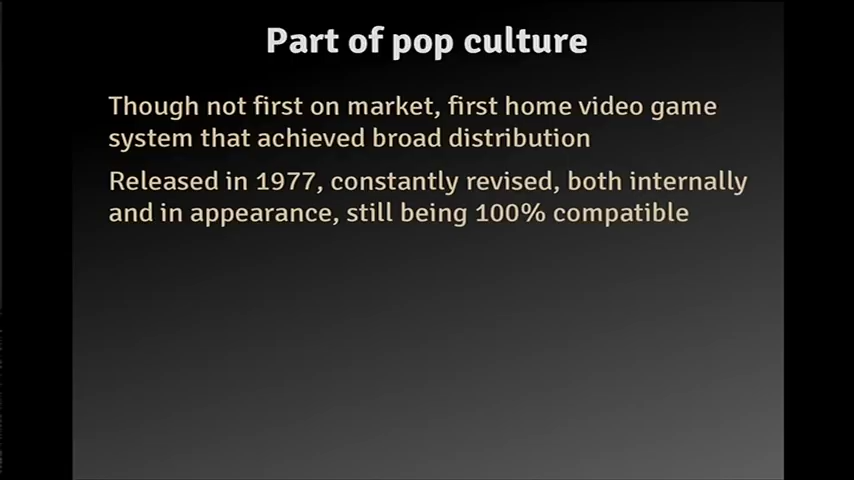 Part of pop culture
Though not first on market, first home video game
system that achieved broad distribution
Released in 1977, constantly revised, both internally
and in appearance, still being 100% compatible